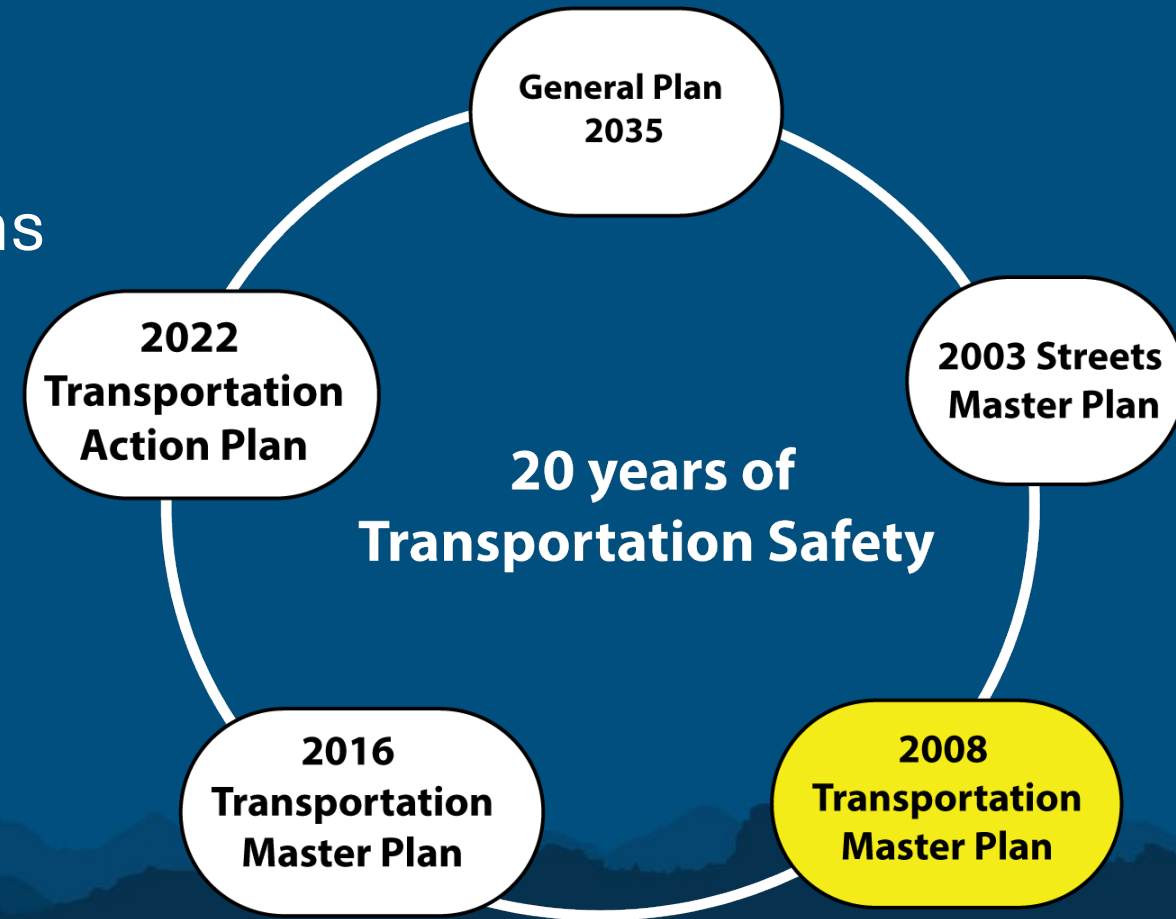 General Plan
2035
2003 Streets
Master Plan
2008
Transportation
Master Plan
2016
Transportation
Master Plan
2022
Transportation
Action Plan
20 years of
Transportation Safety